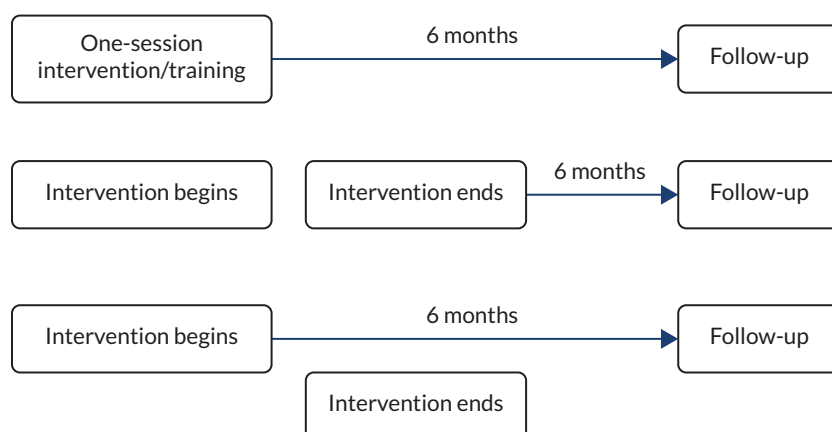 One-session
intervention/training
6 months
Follow-up
Intervention begins
Intervention ends
6 months
Follow-up
Intervention begins
6 months
Follow-up
Intervention ends